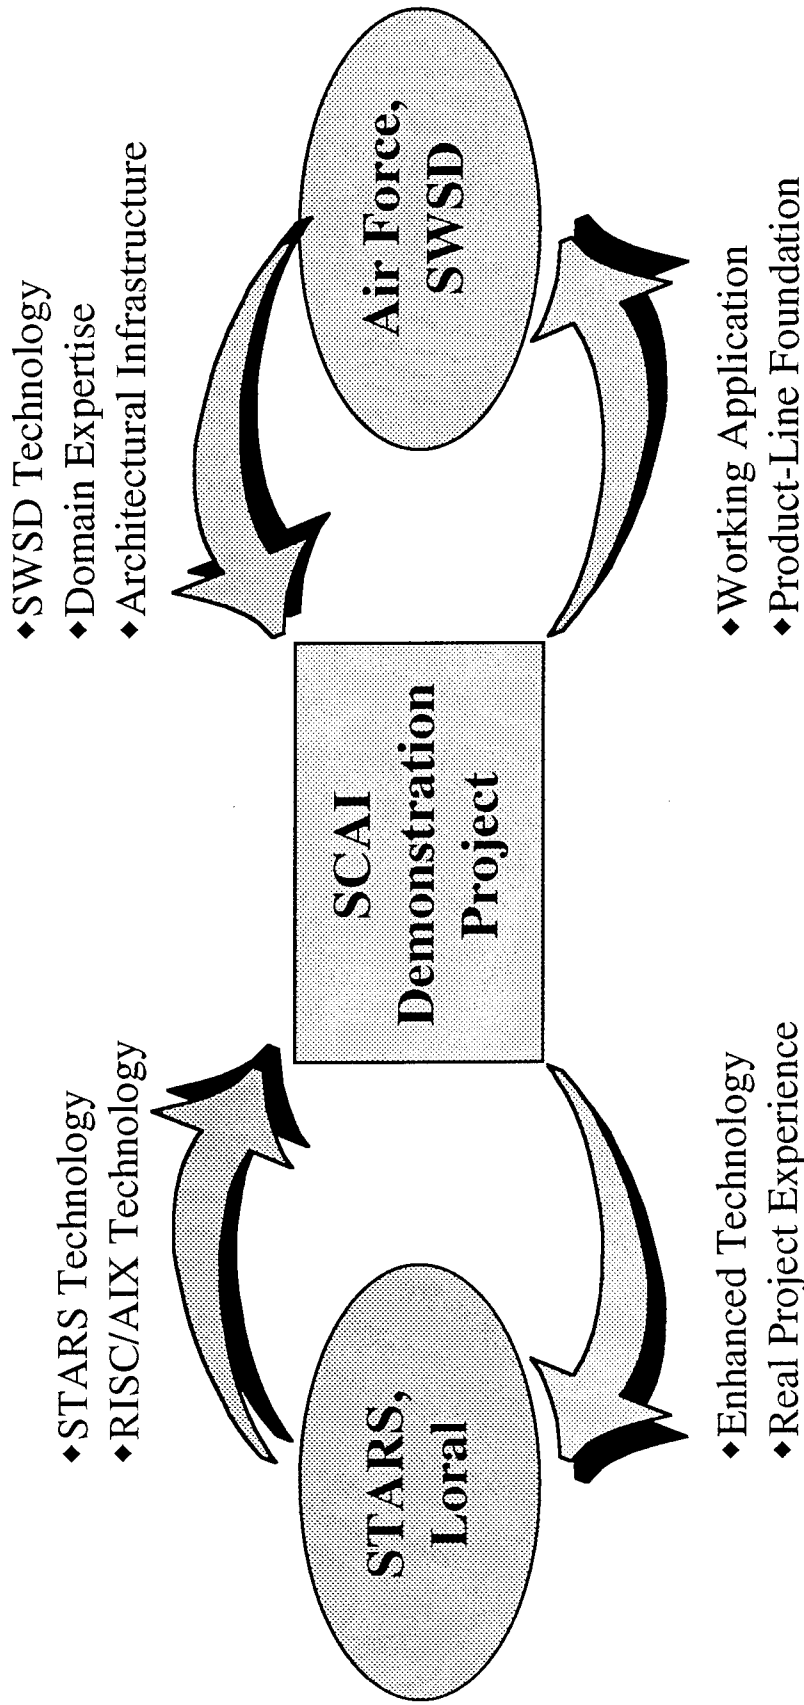 ◆STARS Technology
◆RISC/AIX Technology
◆SWSD Technology
◆Domain Expertise
◆Architectural Infrastructure
STARS,
Loral
SCAI
Demonstration
Project
Air Force,
SWSD
◆Enhanced Technology
◆Real Project Experience
◆Working Application
◆Product-Line Foundation